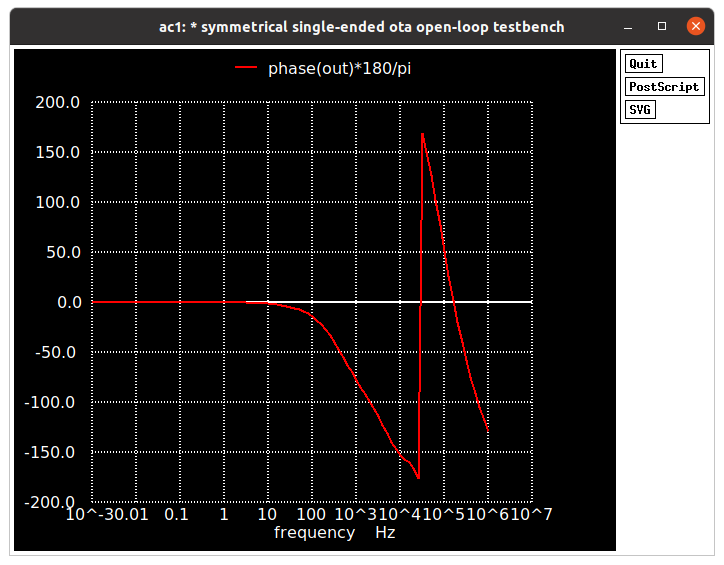 ac1: * symmetrical single-ended ota open-loop testbench
Quit
PostScript
SVG
phase(out)*180/pi
200.0
150.0
100.0
50.0
0.0
-50.0
-100.0
-150.0
-200.0
10^-30.01 0.1 1 10 100 10^310^410^510^610^7
frequency Hz